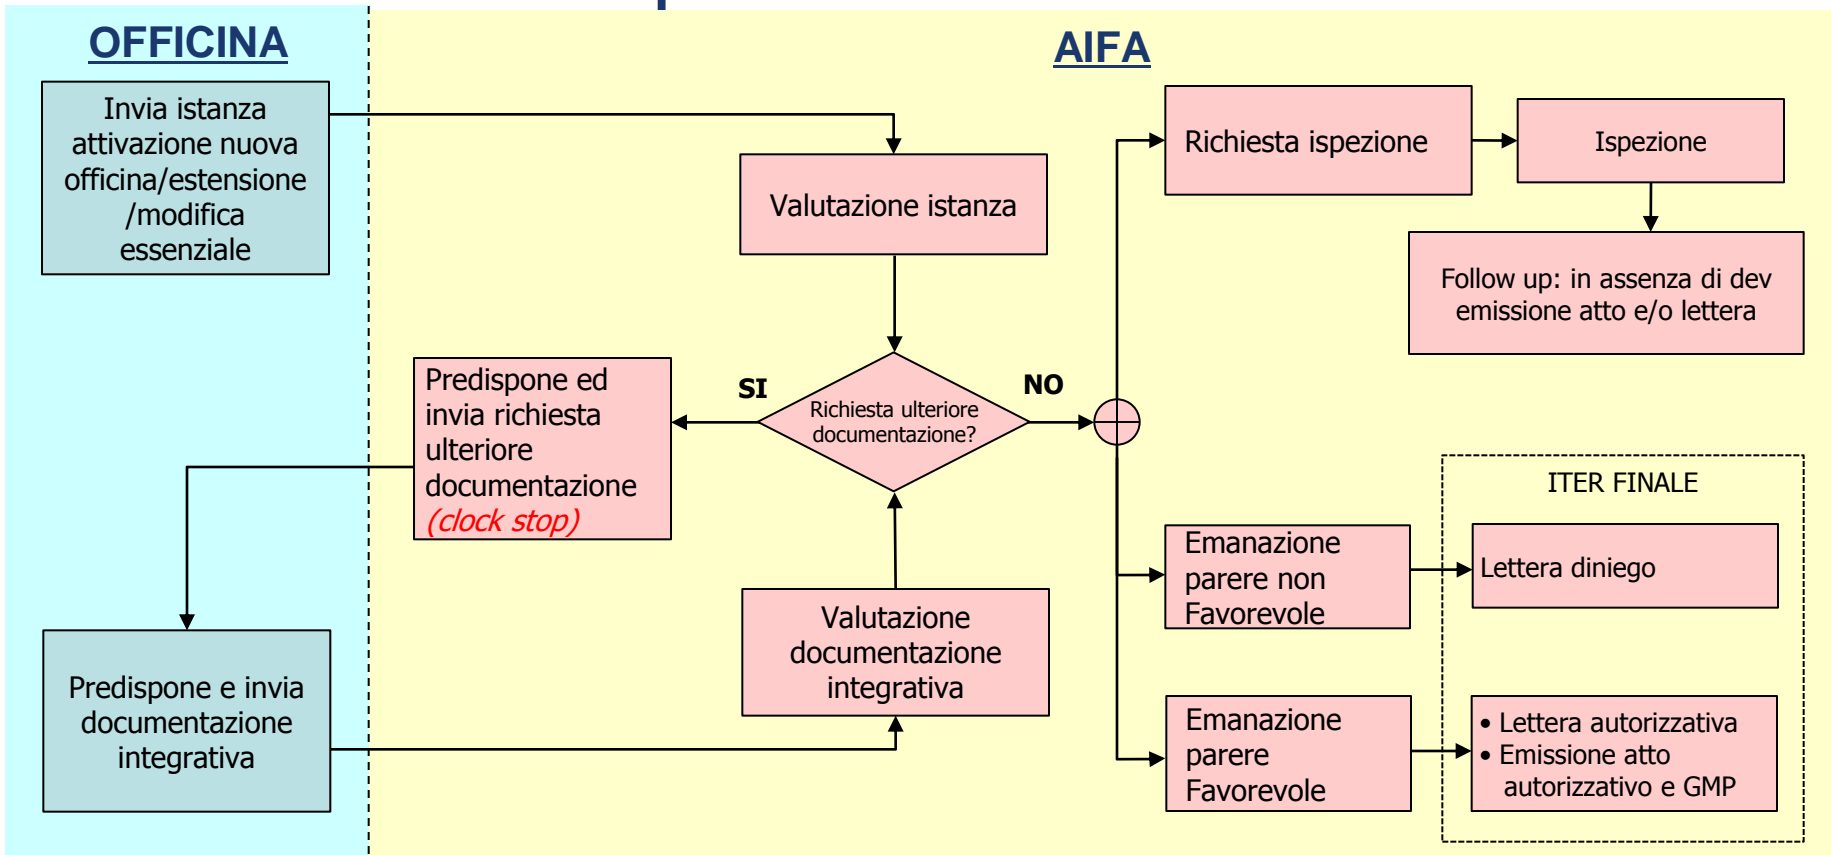 OFFICINA
AIFA
Invia istanza
attivazione nuova
officina/estensione
/modifica
essenziale
Valutazione istanza
Richiesta ispezione
Ispezione
Follow up: in assenza di dev
emissione atto e/o lettera
Predispone ed
invia richiesta
ulteriore
documentazione
(clock stop)
SI
Richiesta ulteriore
documentazione?
NO
Predispone e invia
documentazione
integrativa
Valutazione
documentazione
integrativa
Emanazione
parere non
Favorevole
Emanazione
parere
Favorevole
ITER FINALE
Lettera diniego
• Lettera autorizzativa
• Emissione atto
autorizzativo e GMP